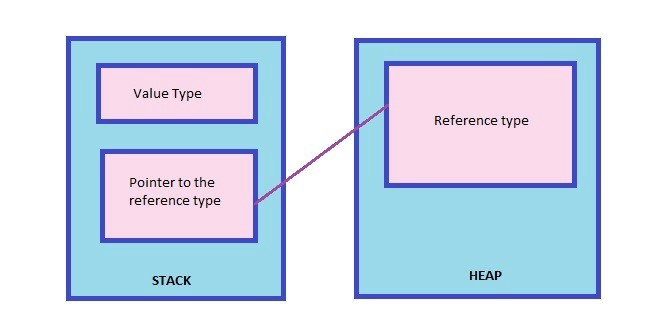 Value Type
Pointer to the
reference type
STACK
Reference type
HEAP